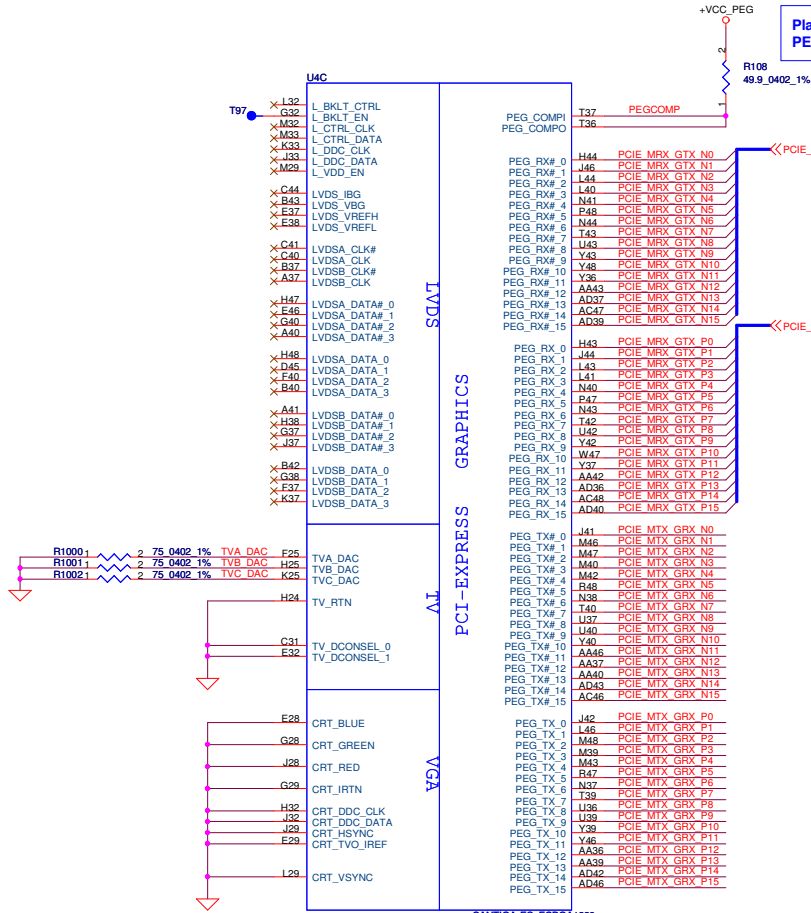 +VCC_PEG
Pla
PE
R108
49.9_0402_1%
2
1
U4C
T97
L32 L_BKLT_CTRL
G32 L_BKLT_EN
M32 L_CTRL_CLK
M33 L_CTRL_DATA
K33 L_DDC_CLK
J33 L_DDC_DATA
M29 L_VDD_EN
C44 LVDS_IBG
B43 LVDS_VBG
E37 LVDS_VREFH
E38 LVDS_VREFL
C41 LVDSA_CLK#
C40 LVDSA_CLK
B37 LVDSB_CLK#
A37 LVDSB_CLK
H47 LVDSA_DATA#_0
E46 LVDSA_DATA#_1
G40 LVDSA_DATA#_2
A40 LVDSA_DATA#_3
H48 LVDSA_DATA_0
D45 LVDSA_DATA_1
F40 LVDSA_DATA_2
B40 LVDSA_DATA_3
A41 LVDSB_DATA#_0
H38 LVDSB_DATA#_1
G37 LVDSB_DATA#_2
J37 LVDSB_DATA#_3
B42 LVDSB_DATA_0
G38 LVDSB_DATA_1
F37 LVDSB_DATA_2
K37 LVDSB_DATA_3
LVDS
R1000 1 2 75_0402_1% TVA_DAC F25 TVA_DAC
R1001 1 2 75_0402_1% TVB_DAC H25 TVB_DAC
R1002 1 2 75_0402_1% TVC_DAC K25 TVC_DAC
H24 TV_RTN
C31 TV_DCONSEL_0
E32 TV_DCONSEL_1
TV
E28 CRT_BLUE
G28 CRT_GREEN
J28 CRT_RED
G29 CRT_IRTN
H32 CRT_DDC_CLK
J32 CRT_DDC_DATA
J29 CRT_HSYNC
E29 CRT_TVO_IREF
L29 CRT_VSYNC
VGA
PCI-EXPRESS GRAPHICS
PEG_COMPI T37 PEGCOMP
PEG_COMPO T36
PEG_RX#_0 H44 PCIE_MRX_GTX_N0
PEG_RX#_1 J46 PCIE_MRX_GTX_N1
PEG_RX#_2 L44 PCIE_MRX_GTX_N2
PEG_RX#_3 L40 PCIE_MRX_GTX_N3
PEG_RX#_4 N41 PCIE_MRX_GTX_N4
PEG_RX#_5 P48 PCIE_MRX_GTX_N5
PEG_RX#_6 N44 PCIE_MRX_GTX_N6
PEG_RX#_7 T43 PCIE_MRX_GTX_N7
PEG_RX#_8 U43 PCIE_MRX_GTX_N8
PEG_RX#_9 Y43 PCIE_MRX_GTX_N9
PEG_RX#_10 Y48 PCIE_MRX_GTX_N10
PEG_RX#_11 Y36 PCIE_MRX_GTX_N11
PEG_RX#_12 AA43 PCIE_MRX_GTX_N12
PEG_RX#_13 AD37 PCIE_MRX_GTX_N13
PEG_RX#_14 AC47 PCIE_MRX_GTX_N14
PEG_RX#_15 AD39 PCIE_MRX_GTX_N15
PCIE_
PEG_RX_0 H43 PCIE_MRX_GTX_P0
PEG_RX_1 J44 PCIE_MRX_GTX_P1
PEG_RX_2 L43 PCIE_MRX_GTX_P2
PEG_RX_3 L41 PCIE_MRX_GTX_P3
PEG_RX_4 N40 PCIE_MRX_GTX_P4
PEG_RX_5 P47 PCIE_MRX_GTX_P5
PEG_RX_6 N43 PCIE_MRX_GTX_P6
PEG_RX_7 T42 PCIE_MRX_GTX_P7
PEG_RX_8 U42 PCIE_MRX_GTX_P8
PEG_RX_9 Y42 PCIE_MRX_GTX_P9
PEG_RX_10 W47 PCIE_MRX_GTX_P10
PEG_RX_11 Y37 PCIE_MRX_GTX_P11
PEG_RX_12 AA42 PCIE_MRX_GTX_P12
PEG_RX_13 AD36 PCIE_MRX_GTX_P13
PEG_RX_14 AC48 PCIE_MRX_GTX_P14
PEG_RX_15 AD40 PCIE_MRX_GTX_P15
PCIE_
PEG_TX#_0 J41 PCIE_MTX_GRX_N0
PEG_TX#_1 M46 PCIE_MTX_GRX_N1
PEG_TX#_2 M47 PCIE_MTX_GRX_N2
PEG_TX#_3 M40 PCIE_MTX_GRX_N3
PEG_TX#_4 M42 PCIE_MTX_GRX_N4
PEG_TX#_5 R48 PCIE_MTX_GRX_N5
PEG_TX#_6 N38 PCIE_MTX_GRX_N6
PEG_TX#_7 T40 PCIE_MTX_GRX_N7
PEG_TX#_8 U37 PCIE_MTX_GRX_N8
PEG_TX#_9 U40 PCIE_MTX_GRX_N9
PEG_TX#_10 Y40 PCIE_MTX_GRX_N10
PEG_TX#_11 AA46 PCIE_MTX_GRX_N11
PEG_TX#_12 AA37 PCIE_MTX_GRX_N12
PEG_TX#_13 AA40 PCIE_MTX_GRX_N13
PEG_TX#_14 AD43 PCIE_MTX_GRX_N14
PEG_TX#_15 AC46 PCIE_MTX_GRX_N15
PEG_TX_0 J42 PCIE_MTX_GRX_P0
PEG_TX_1 L46 PCIE_MTX_GRX_P1
PEG_TX_2 M48 PCIE_MTX_GRX_P2
PEG_TX_3 M39 PCIE_MTX_GRX_P3
PEG_TX_4 M43 PCIE_MTX_GRX_P4
PEG_TX_5 R47 PCIE_MTX_GRX_P5
PEG_TX_6 N37 PCIE_MTX_GRX_P6
PEG_TX_7 T39 PCIE_MTX_GRX_P7
PEG_TX_8 U36 PCIE_MTX_GRX_P8
PEG_TX_9 U39 PCIE_MTX_GRX_P9
PEG_TX_10 Y39 PCIE_MTX_GRX_P10
PEG_TX_11 Y46 PCIE_MTX_GRX_P11
PEG_TX_12 AA36 PCIE_MTX_GRX_P12
PEG_TX_13 AA39 PCIE_MTX_GRX_P13
PEG_TX_14 AD42 PCIE_MTX_GRX_P14
PEG_TX_15 AD46 PCIE_MTX_GRX_P15